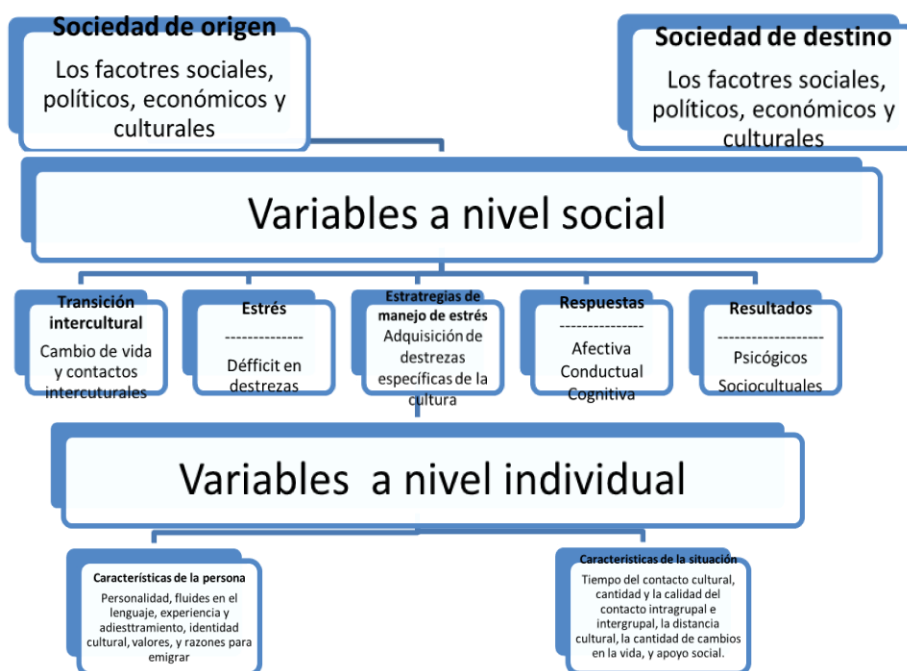 Sociedad de origen
Los facotres sociales,
políticos, económicos y
culturales
Sociedad de destino
Los facotres sociales,
políticos, económicos y
culturales
Variables a nivel social
Transición
intercultural
Cambio de vida
y contactos
intercuturales
Estrés
--------------
Défficit en
destrezas
Estratregias de
manejo de estrés
Adquisición de
destrezas
específicas de la
cultura
Respuestas
---------------
Afectiva
Conductual
Cognitiva
Resultados
-------------------
Psicógicos
Sociocultuales
Variables a nivel individual
Características de la persona
Personalidad, fluides en el
lenguaje, experiencia y
adiesttramiento, identidad
cultural, valores, y razones para
emigrar
Caracteristicas de la situación
Tiempo del contacto cultural,
cantidad y la calidad del
contacto intragrupal e
intergrupal, la distancia
cultural, la cantidad de cambios
en la vida, y apoyo social.